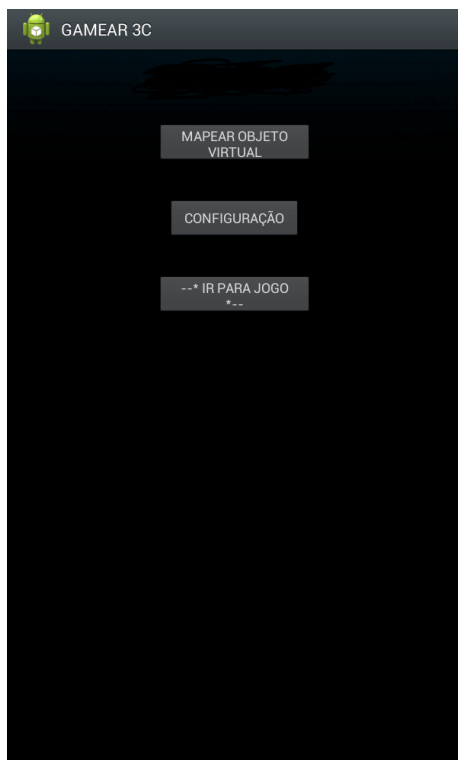 GAMEAR 3C
MAPEAR OBJETO
VIRTUAL
CONFIGURAÇÃO
--* IR PARA JOGO
*--